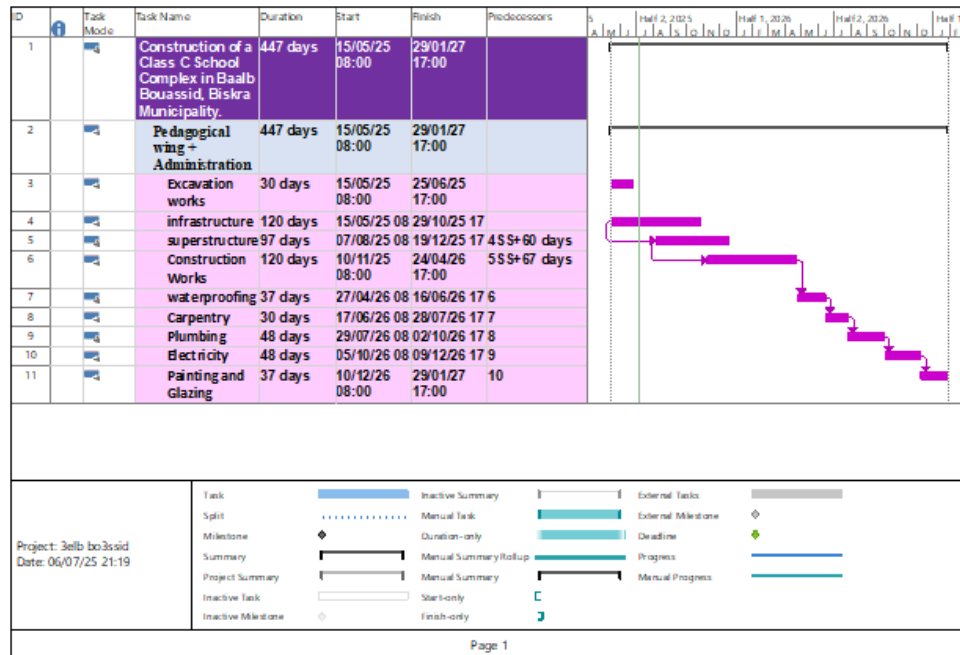 ID Task Mode Task Name Duration Start Finish Predecessors
5 Half 2, 2025 Half 1, 2026 Half 2, 2026 Half 1
A M J J A S O N D J F M A M J J A S O N D J F
1 Construction of a Class C School Complex in Baalb Bouassid, Biskra Municipality. 447 days 15/05/25 08:00 29/01/27 17:00
2 Pedagogical wing + Administration 447 days 15/05/25 08:00 29/01/27 17:00
3 Excavation works 30 days 15/05/25 08:00 25/06/25 17:00
4 infrastructure 120 days 15/05/25 08 29/10/25 17
5 superstructure 97 days 07/08/25 08 19/12/25 17 4SS+60 days
6 Construction Works 120 days 10/11/25 08:00 24/04/26 17:00 5SS+67 days
7 waterproofing 37 days 27/04/26 08 16/06/26 17 6
8 Carpentry 30 days 17/06/26 08 28/07/26 17 7
9 Plumbing 48 days 29/07/26 08 02/10/26 17 8
10 Electricity 48 days 05/10/26 08 09/12/26 17 9
11 Painting and Glazing 37 days 10/12/26 08:00 29/01/27 17:00 10
Project: 3elb bo3ssid
Date: 06/07/25 21:19
Task Inactive Summary External Tasks
Split Manual Task External Milestone
Milestone Duration-only Deadline
Summary Manual Summary Rollup Progress
Project Summary Manual Summary Manual Progress
Inactive Task Start-only
Inactive Milestone Finish-only
Page 1